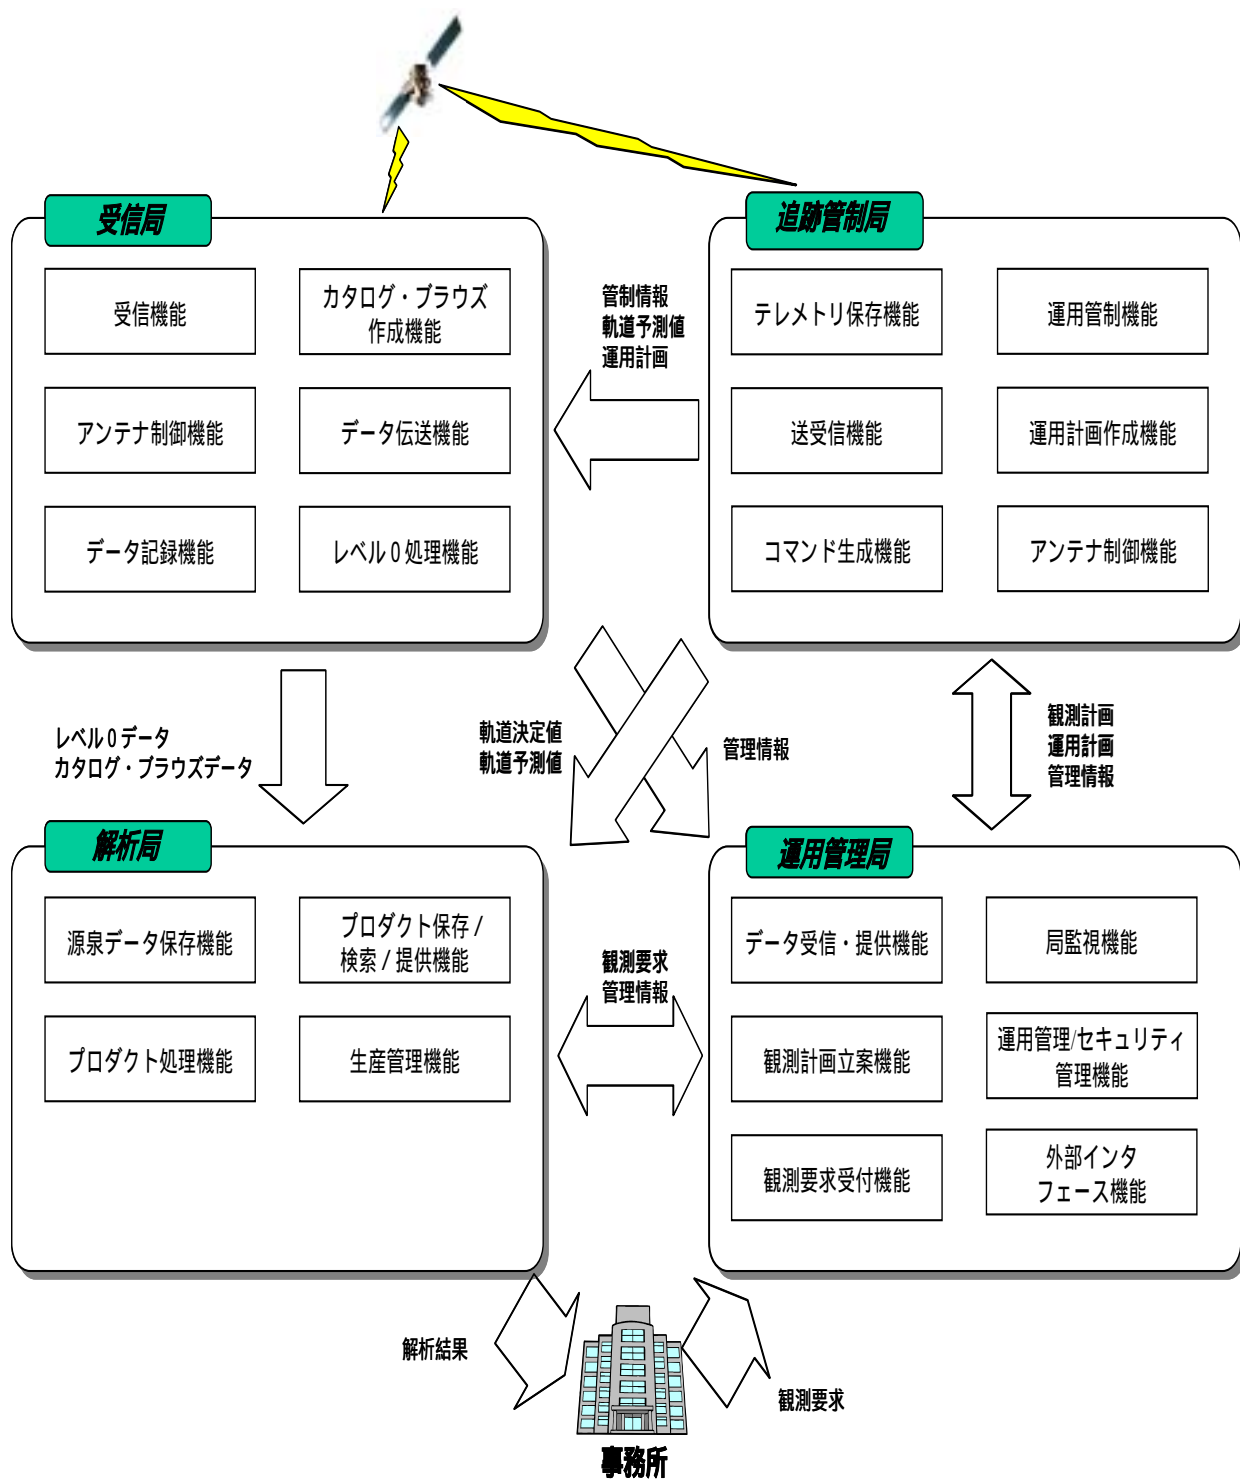 受信局
受信機能
カタログ・ブラウズ
作成機能
アンテナ制御機能
データ伝送機能
データ記録機能
レベル0処理機能
管制情報
軌道予測値
運用計画
追跡管制局
テレメトリ保存機能
運用管制機能
送受信機能
運用計画作成機能
コマンド生成機能
アンテナ制御機能
レベル0データ
カタログ・ブラウズデータ
軌道決定値
軌道予測値
管理情報
観測計画
運用計画
管理情報
解析局
源泉データ保存機能
プロダクト保存/
検索/提供機能
プロダクト処理機能
生産管理機能
観測要求
管理情報
運用管理局
データ受信・提供機能
局監視機能
観測計画立案機能
運用管理/セキュリティ
管理機能
観測要求受付機能
外部インタ
フェース機能
解析結果
観測要求
事務所